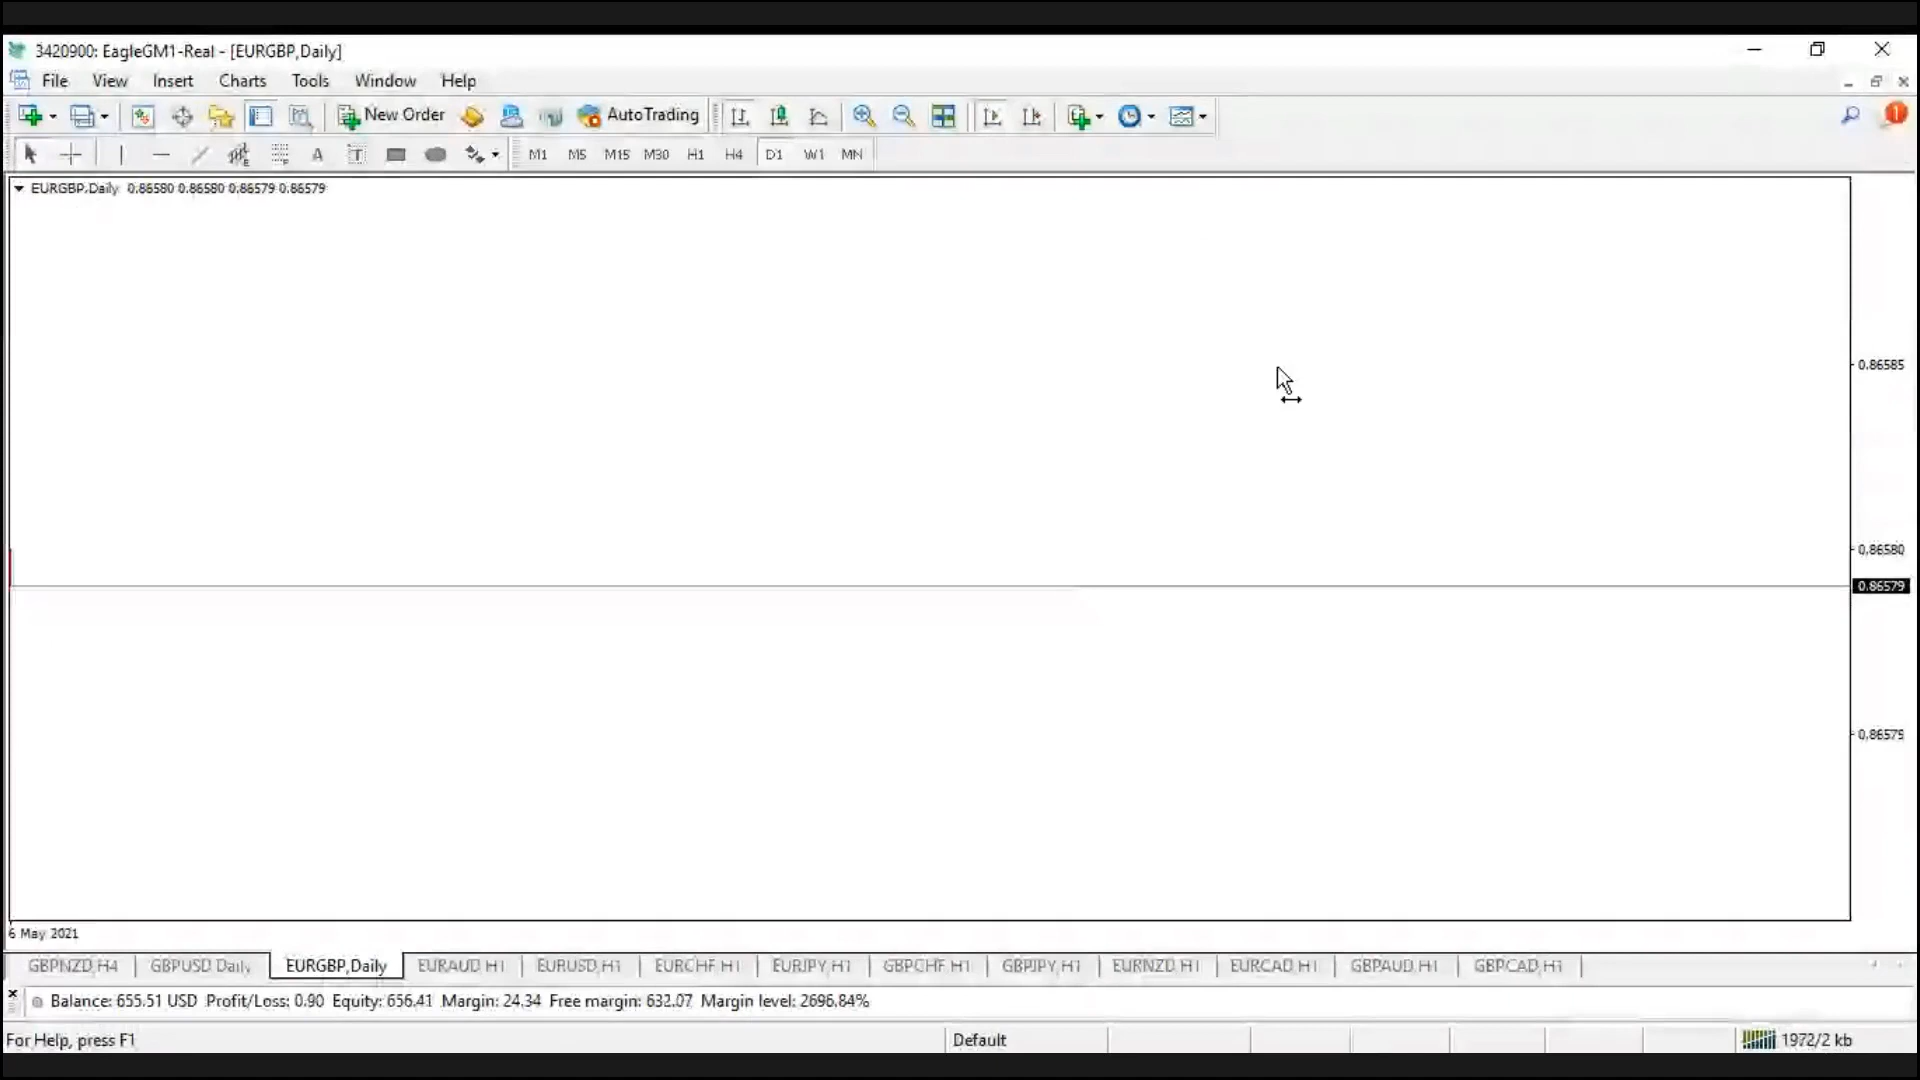 3420900: EagleGM1-Real - [EURGBP,Daily]
File View Insert Charts Tools Window Help
New Order AutoTrading 1
A T M1 M5 M15 M30 H1 H4 D1 W1 MN
EURGBP,Daily 0.86580 0.86580 0.86579 0.86579
0.86585
0.86580
0.86579
0.86575
6 May 2021
GBPNZD,H4 GBPUSD,Daily EURGBP,Daily EURAUD,H1 EURUSD,H1 EURCHF,H1 EURJPY,H1 GBPCHF,H1 GBPJPY,H1 EURNZD,H1 EURCAD,H1 GBPAUD,H1 GBPCAD,H1
Balance: 655.51 USD Profit/Loss: 0.90 Equity: 656.41 Margin: 24.34 Free margin: 632.07 Margin level: 2696.84%
For Help, press F1 Default 1972/2 kb